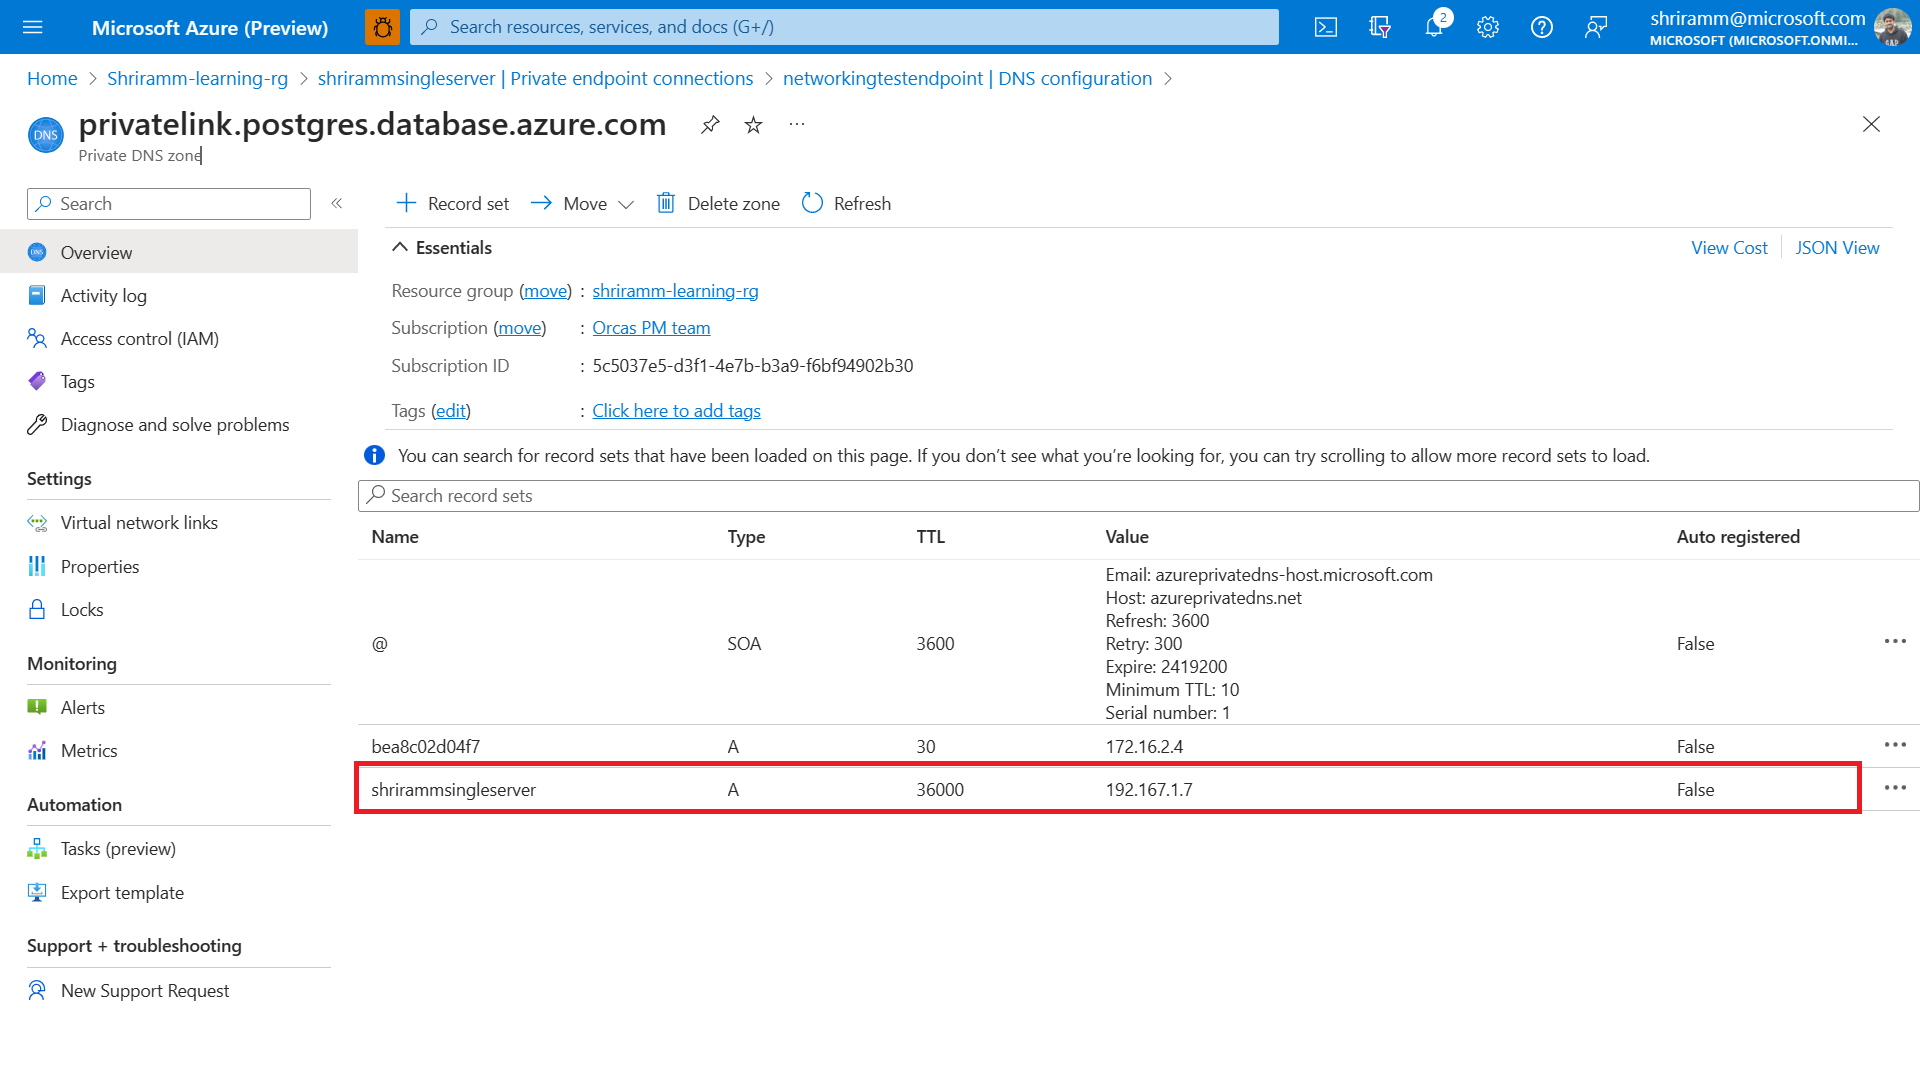 Microsoft Azure (Preview)
Search resources, services, and docs (G+/)
2
shriramm@microsoft.com
MICROSOFT (MICROSOFT.ONMI...
Home > Shriramm-learning-rg > shrirammsingleserver | Private endpoint connections > networkingtestendpoint | DNS configuration >
DNS
privatelink.postgres.database.azure.com
Private DNS zone
Search
Record set
Move
Delete zone
Refresh
Overview
Activity log
Access control (IAM)
Tags
Diagnose and solve problems
Settings
Virtual network links
Properties
Locks
Monitoring
Alerts
Metrics
Automation
Tasks (preview)
Export template
Support + troubleshooting
New Support Request
Essentials
View Cost
JSON View
Resource group (move) : shriramm-learning-rg
Subscription (move) : Orcas PM team
Subscription ID : 5c5037e5-d3f1-4e7b-b3a9-f6bf94902b30
Tags (edit) : Click here to add tags
You can search for record sets that have been loaded on this page. If you don't see what you're looking for, you can try scrolling to allow more record sets to load.
Search record sets
Name Type TTL Value Auto registered
@ SOA 3600
Email: azureprivatedns-host.microsoft.com
Host: azureprivatedns.net
Refresh: 3600
Retry: 300
Expire: 2419200
Minimum TTL: 10
Serial number: 1
False
bea8c02d04f7 A 30 172.16.2.4 False
shrirammsingleserver A 36000 192.167.1.7 False